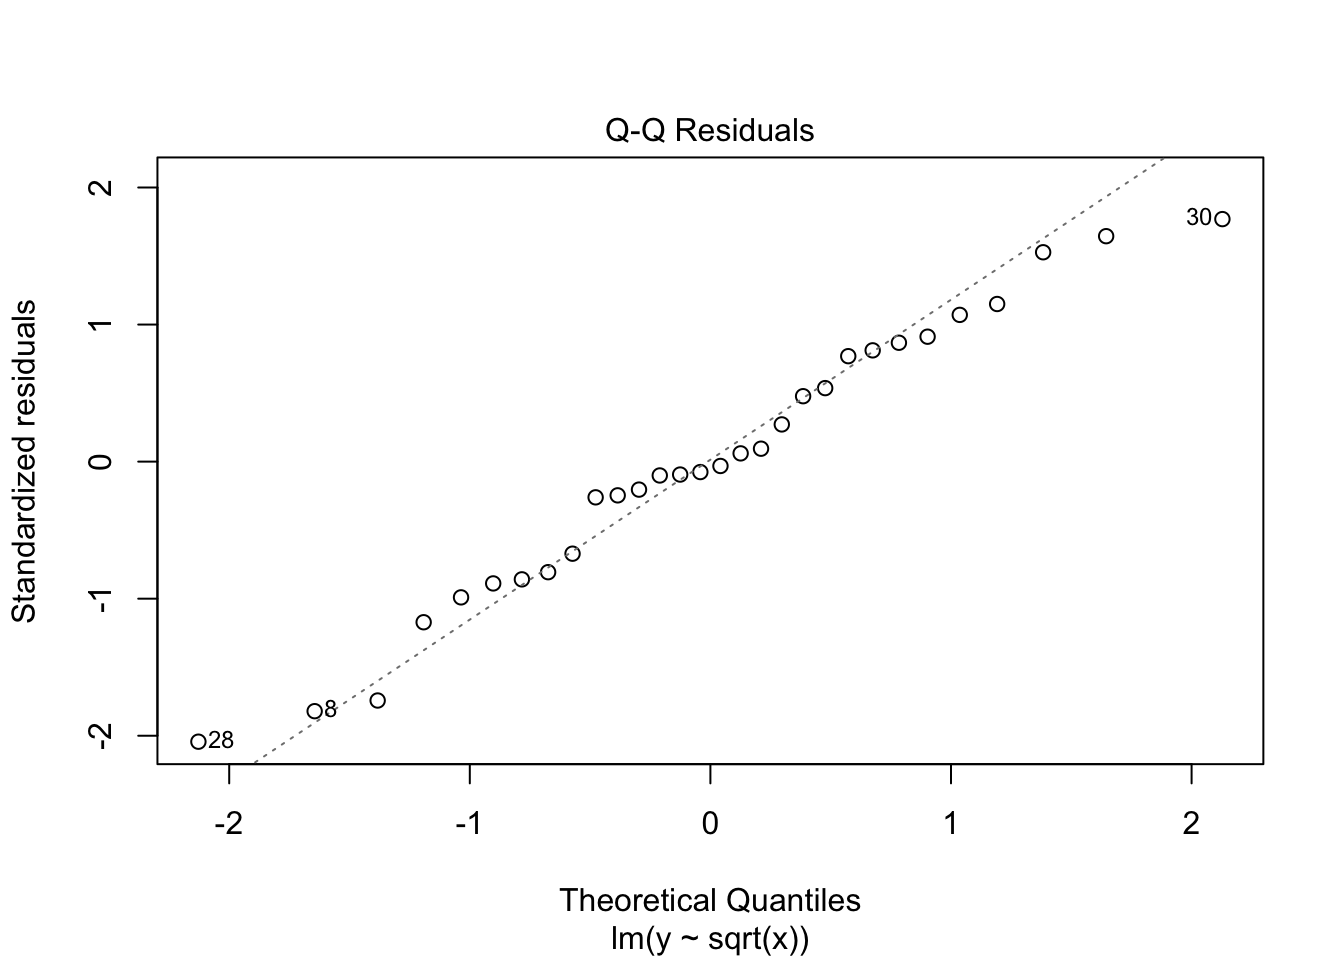 Q-Q Residuals
2
1
0
-1
-2
Standardized residuals
30
8
28
-2 -1 0 1 2
Theoretical Quantiles
lm(y ~ sqrt(x))